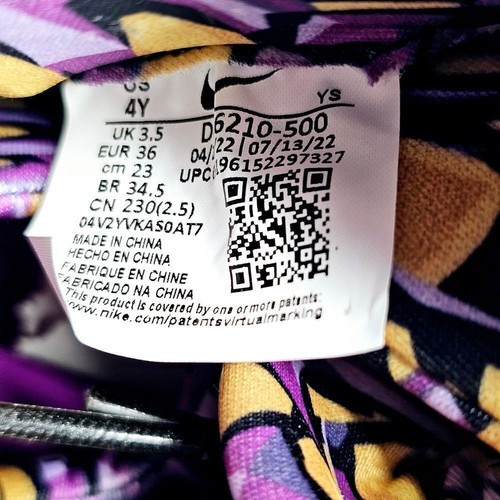 US
4Y
YS
UK 3.5
EUR 36
cm 23
BR 34.5
CN 230(2.5)
04V2YVKAS0AT7
6210-500
22 | 07/13/22
UPC 196152297327
MADE IN CHINA
HECHO EN CHINA
FABRIQUE EN CHINE
FABRICADO NA CHINA
This product is covered by one or more patents:
www.nike.com/patentsvirtualmarking